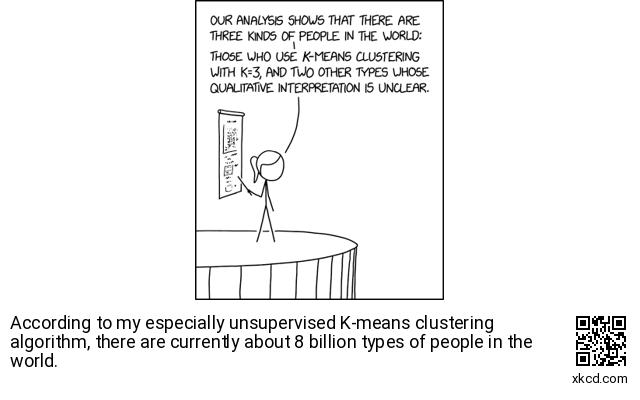 OUR ANALYSIS SHOWS THAT THERE ARE
THREE KINDS OF PEOPLE IN THE WORLD:
THOSE WHO USE K-MEANS CLUSTERING
WITH K=3, AND TWO OTHER TYPES WHOSE
QUALITATIVE INTERPRETATION IS UNCLEAR.
According to my especially unsupervised K-means clustering
algorithm, there are currently about 8 billion types of people in the
world.
xkcd.com